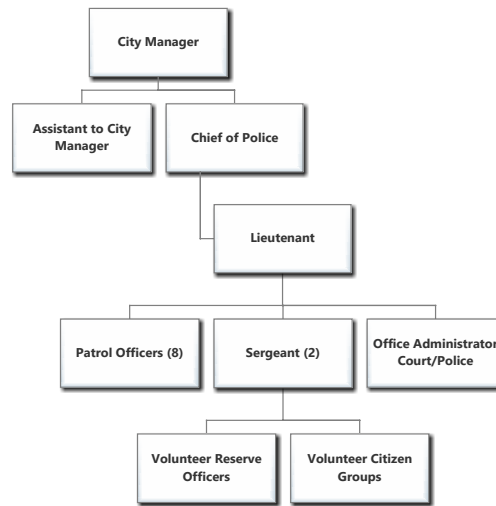 City Manager
Assistant to City
Manager
Chief of Police
Lieutenant
Patrol Officers (8)
Sergeant (2)
Office Administrator
Court/Police
Volunteer Reserve
Officers
Volunteer Citizen
Groups